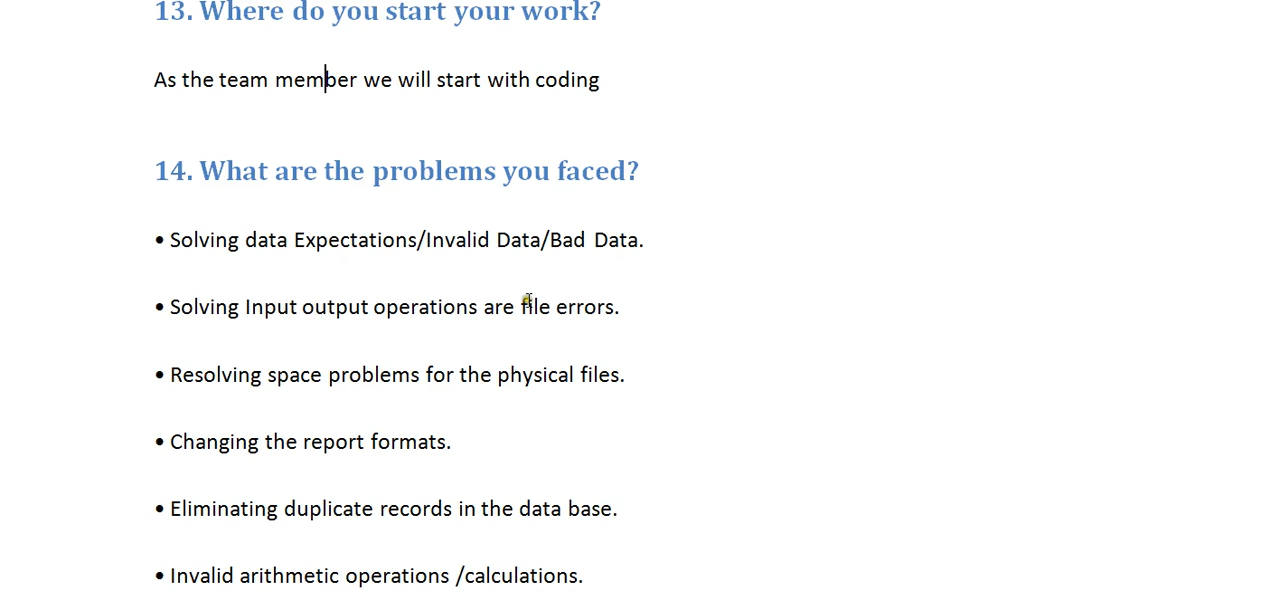 13. Where do you start your work?
As the team member we will start with coding
14. What are the problems you faced?
• Solving data Expectations/Invalid Data/Bad Data.
• Solving Input output operations are file errors.
• Resolving space problems for the physical files.
• Changing the report formats.
• Eliminating duplicate records in the data base.
• Invalid arithmetic operations /calculations.